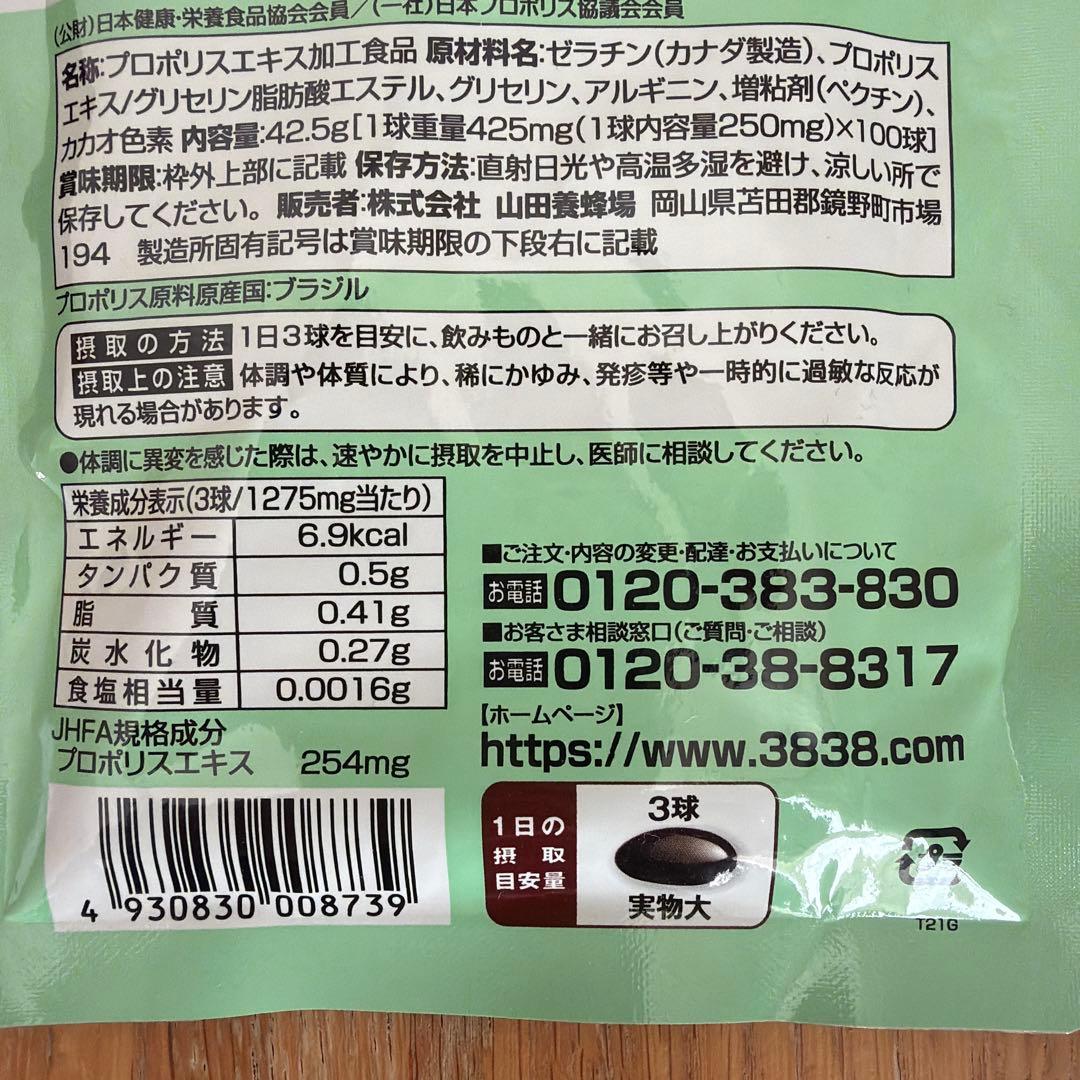 (公財)日本健康・栄養食品協会会員/(一社)日本プロポリス協議会会員
名称:プロポリスエキス加工食品 原材料名:ゼラチン(カナダ製造)、プロポリス
エキス/グリセリン脂肪酸エステル、グリセリン、アルギニン、増粘剤(ペクチン)、
カカオ色素 内容量:42.5g[1球重量425mg(1球内容量250mg)×100球]
賞味期限:枠外上部に記載 保存方法:直射日光や高温多湿を避け、涼しい所で
保存してください。 販売者:株式会社 山田養蜂場 岡山県苫田郡鏡野町市場
194 製造所固有記号は賞味期限の下段右に記載
プロポリス原料原産国:ブラジル
摂取の方法 1日3球を目安に、飲みものと一緒にお召し上がりください。
摂取上の注意 体調や体質により、稀にかゆみ、発疹等や一時的に過敏な反応が
現れる場合があります。
●体調に異変を感じた際は、速やかに摂取を中止し、医師に相談してください。
栄養成分表示(3球/1275mg当たり)
エネルギー 6.9kcal
タンパク質 0.5g
脂質 0.41g
炭水化物 0.27g
食塩相当量 0.0016g
JHFA規格成分
プロポリスエキス 254mg
4 930830 008739
■ご注文・内容の変更・配達・お支払いについて
お電話 0120-383-830
■お客さま相談窓口(ご質問・ご相談)
お電話 0120-38-8317
【ホームページ】
https://www.3838.com
1日の
摂取
目安量
3球
実物大
プラ
T21G